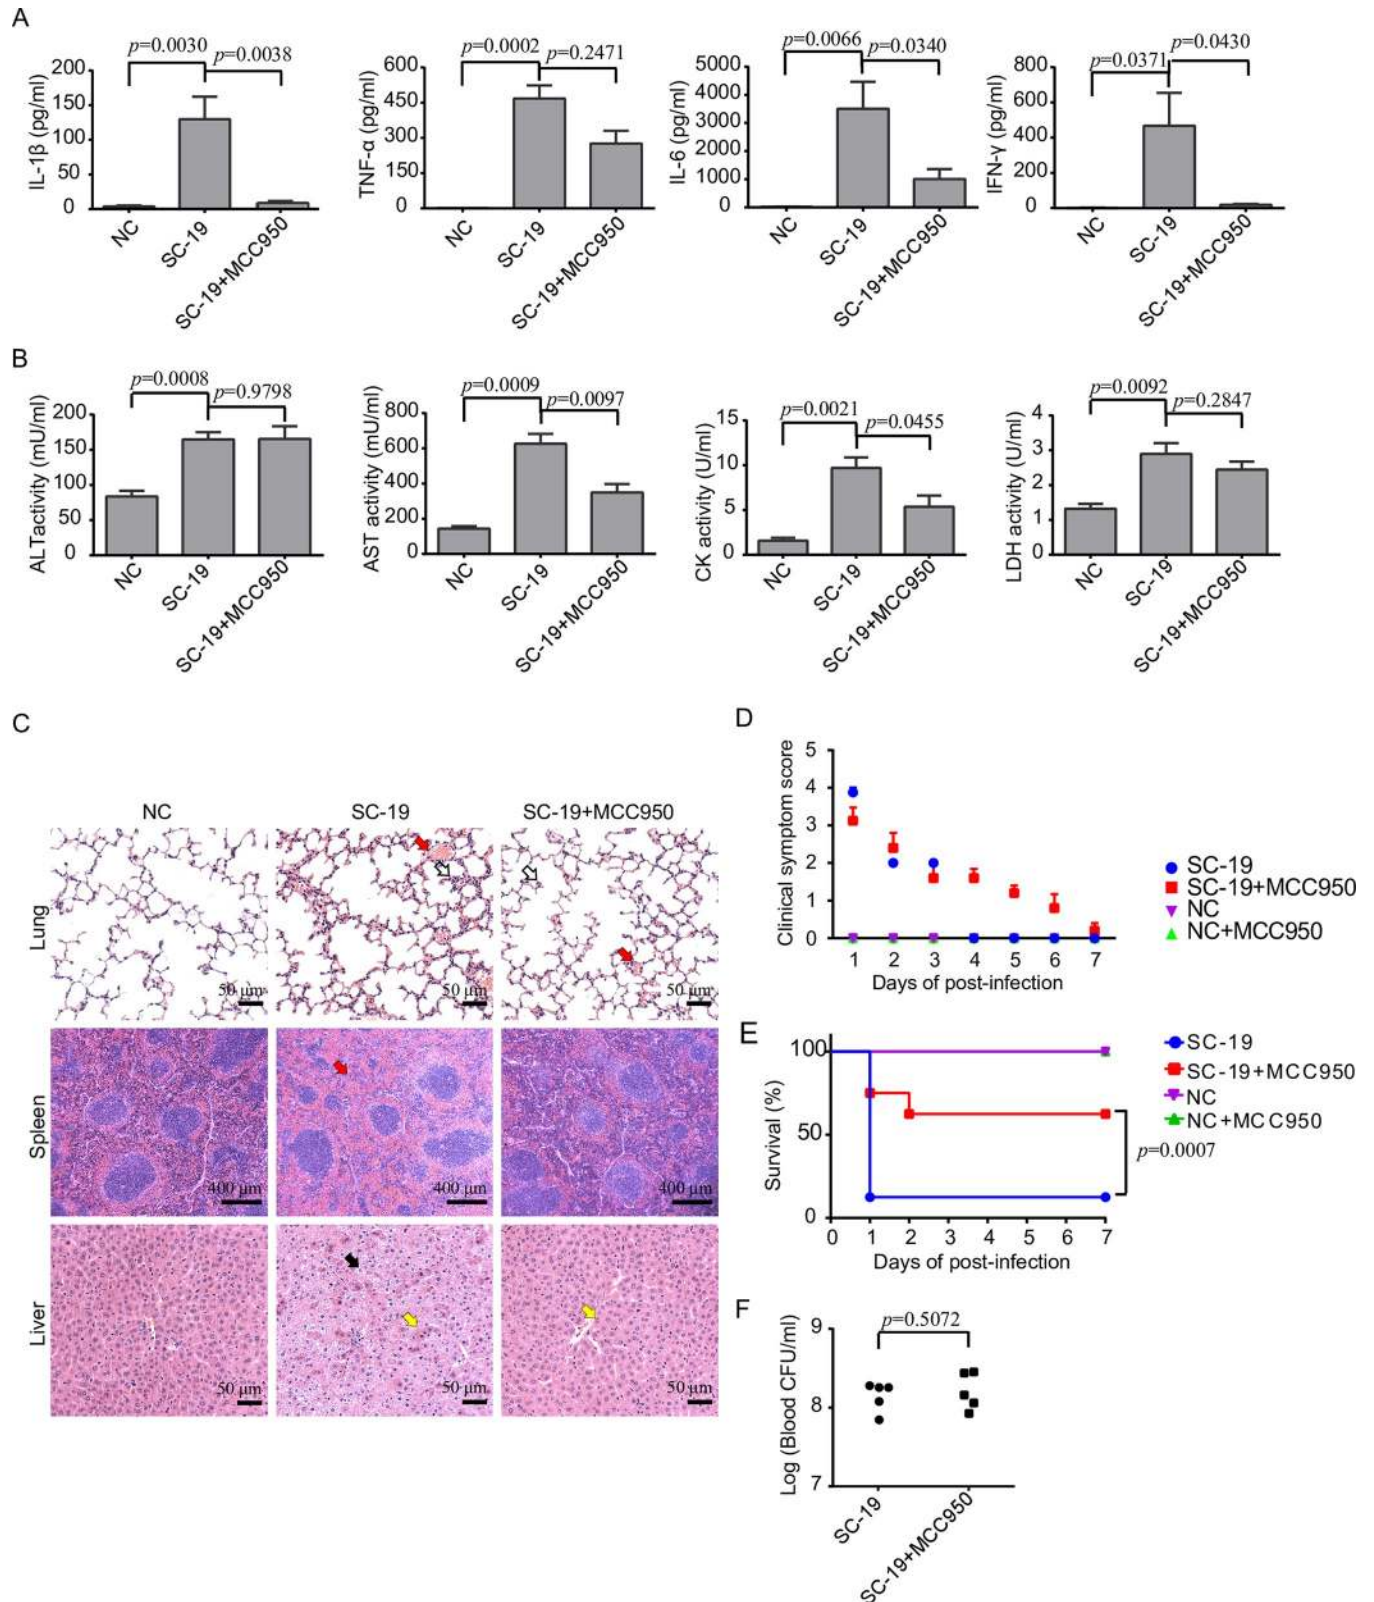 A
p=0.0030
p=0.0038
IL-1β (pg/ml)
200
150
100
50
0
NC
SC-19
SC-19+MCC950
p=0.0002
p=0.2471
TNF-α (pg/ml)
600
450
300
150
0
NC
SC-19
SC-19+MCC950
p=0.0066
p=0.0340
IL-6 (pg/ml)
5000
4000
3000
2000
1000
0
NC
SC-19
SC-19+MCC950
p=0.0371
p=0.0430
IFN-γ (pg/ml)
800
600
400
200
0
NC
SC-19
SC-19+MCC950
B
p=0.0008
p=0.9798
ALTactivity (mU/ml)
200
150
100
50
0
NC
SC-19
SC-19+MCC950
p=0.0009
p=0.0097
AST activity (mU/ml)
800
600
400
200
0
NC
SC-19
SC-19+MCC950
p=0.0021
p=0.0455
CK activity (U/ml)
15
10
5
0
NC
SC-19
SC-19+MCC950
p=0.0092
p=0.2847
LDH activity (U/ml)
4
3
2
1
0
NC
SC-19
SC-19+MCC950
C
NC
SC-19
SC-19+MCC950
Lung
50 μm
50 μm
50 μm
Spleen
400 μm
400 μm
400 μm
Liver
50 μm
50 μm
50 μm
D
Clinical symptom score
5
4
3
2
1
0
1 2 3 4 5 6 7
Days of post-infection
SC-19
SC-19+MCC950
NC
NC+MCC950
E
Survival (%)
100
50
0
0 1 2 3 4 5 6 7
Days of post-infection
p=0.0007
SC-19
SC-19+MCC950
NC
NC+MCC950
F
p=0.5072
Log (Blood CFU/ml)
9
8
7
SC-19
SC-19+MCC950